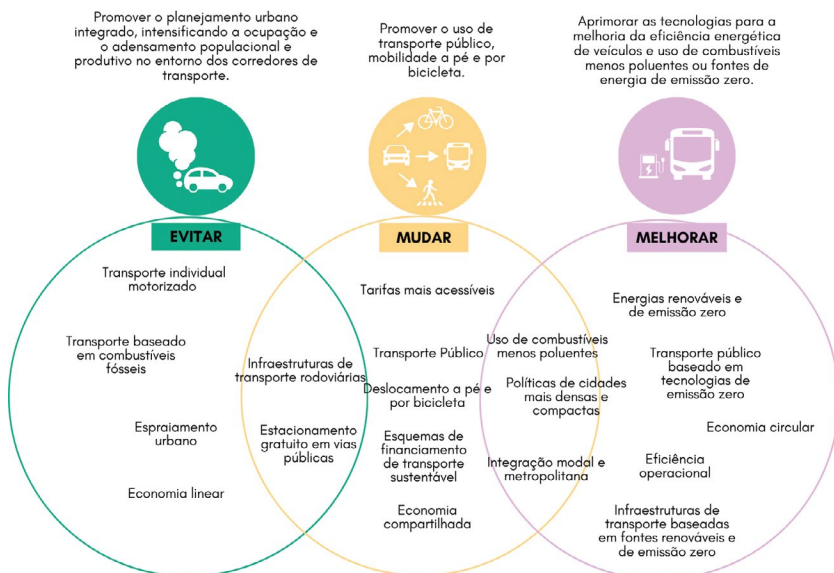 Promover o planejamento urbano
integrado, intensificando a ocupação e
o adensamento populacional e
produtivo no entorno dos corredores de
transporte.
Promover o uso de
transporte público,
mobilidade a pé e por
bicicleta.
Aprimorar as tecnologias para a
melhoria da eficiência energética
de veículos e uso de combustíveis
menos poluentes ou fontes de
energia de emissão zero.
EVITAR
Transporte individual
motorizado
Transporte baseado
em combustíveis
fósseis
Espraiamento
urbano
Economia linear
Infraestruturas de
transporte rodoviárias
Estacionamento
gratuito em vias
públicas
MUDAR
Tarifas mais acessíveis
Transporte Público
Deslocamento a pé e
por bicicleta
Esquemas de
financiamento
de transporte
sustentável
Economia
compartilhada
Uso de combustíveis
menos poluentes
Políticas de cidades
mais densas e
compactas
Integração modal e
metropolitana
MELHORAR
Energias renováveis e
de emissão zero
Transporte público
baseado em
tecnologias de
emissão zero
Economia circular
Eficiência
operacional
Infraestruturas de
transporte baseadas
em fontes renováveis e
de emissão zero